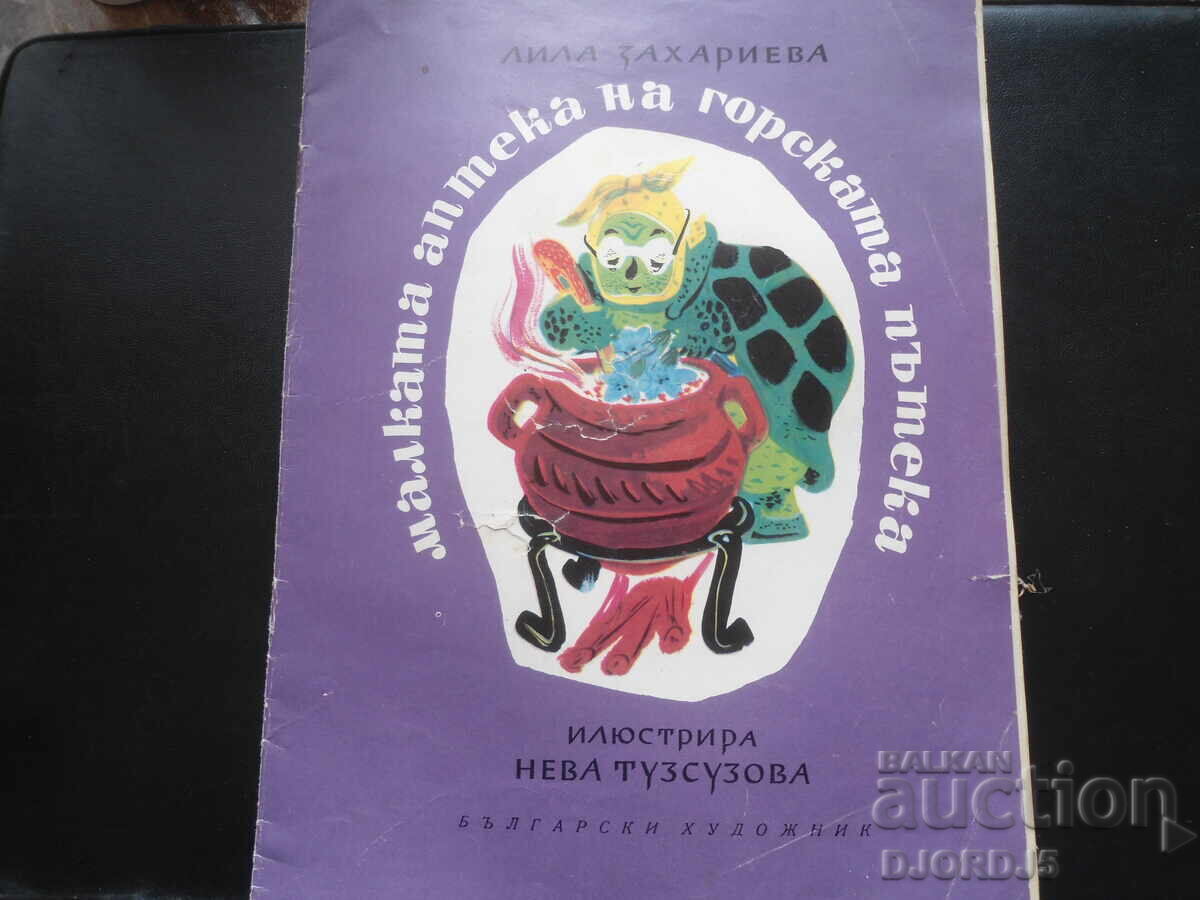 ЛИЛА ЗАХАРИЕВА
малката аптека на горската пътека
ИЛЮСТРИРА
НЕВА ТУЗСУЗОВА
БЪЛГАРСКИ ХУДОЖНИК
BALKAN
auction
DJORDJ5